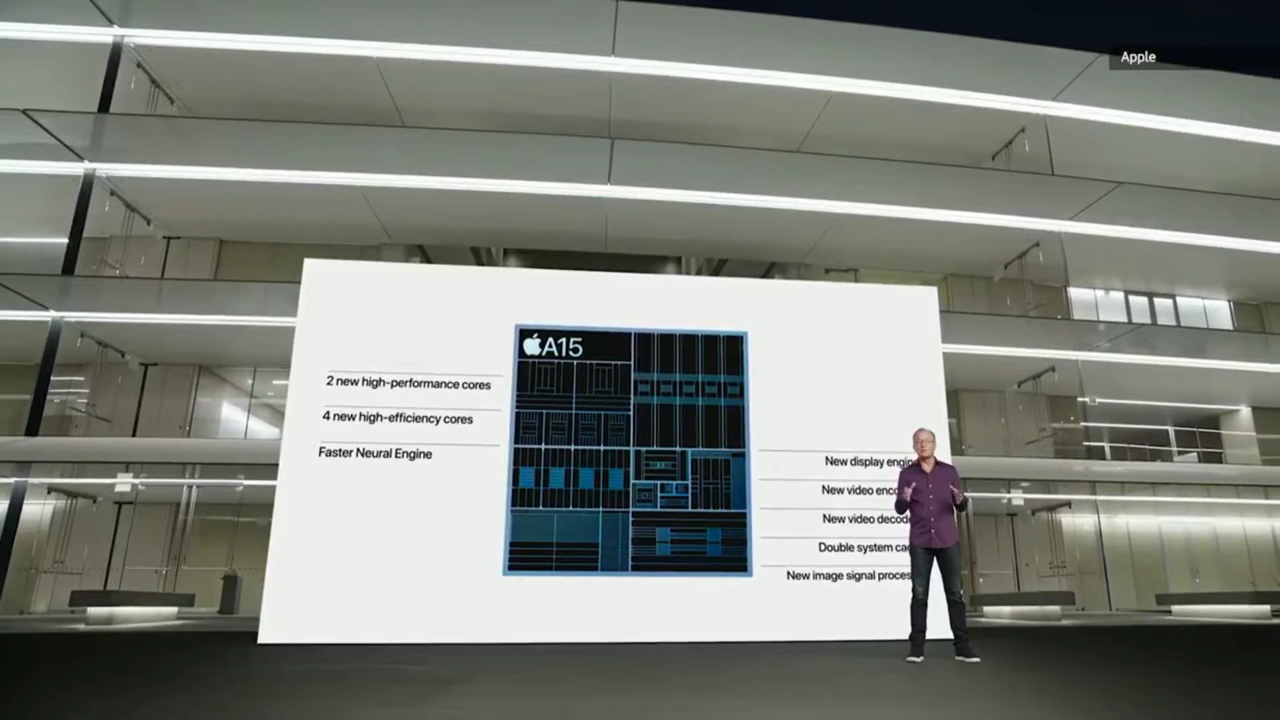 Apple
A15
2 new high-performance cores
4 new high-efficiency cores
Faster Neural Engine
New display
New video
New video
Double system
New image signal